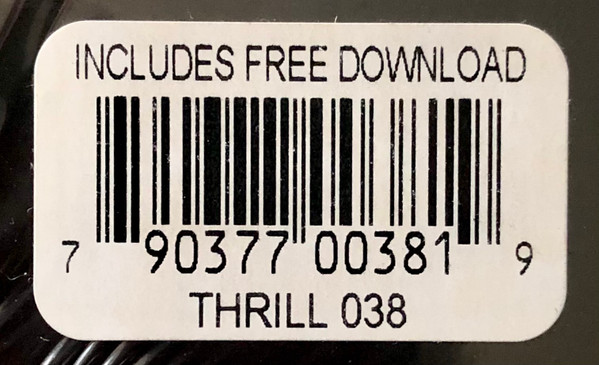 INCLUDES FREE DOWNLOAD
7 90377 00381 9
THRILL 038